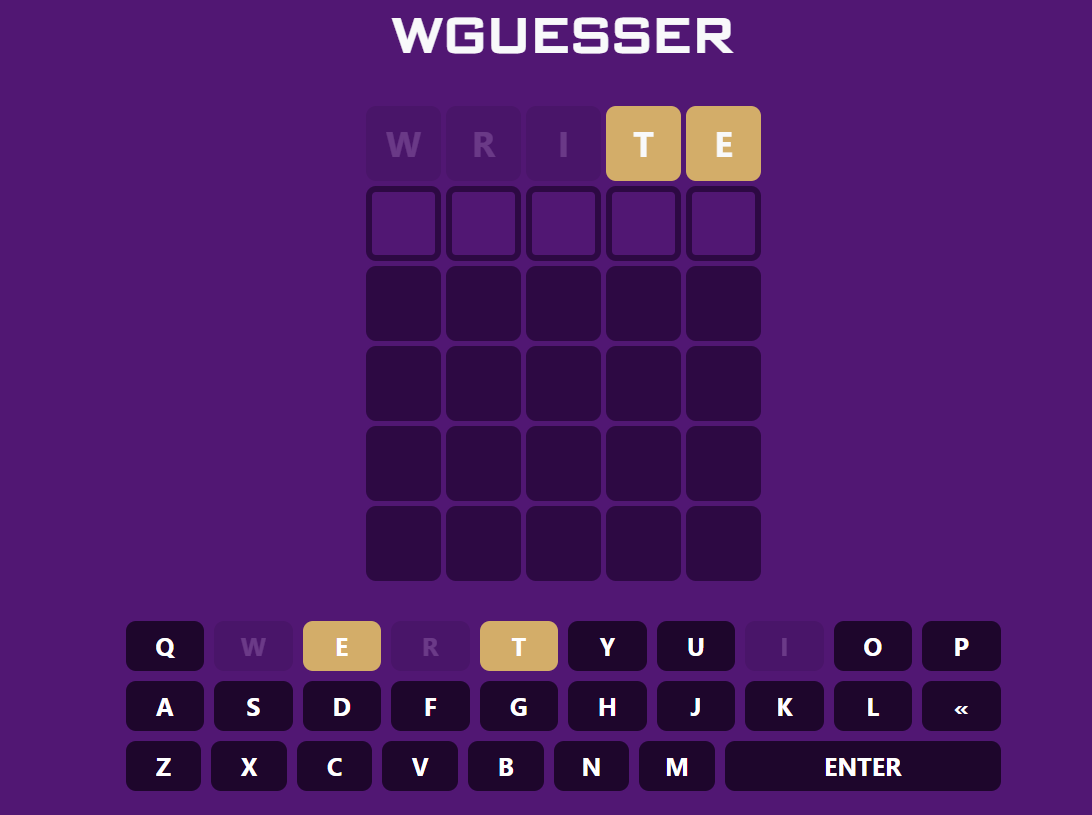 WGUESSER
W R I T E
Q W E R T Y U I O P
A S D F G H J K L «
Z X C V B N M ENTER